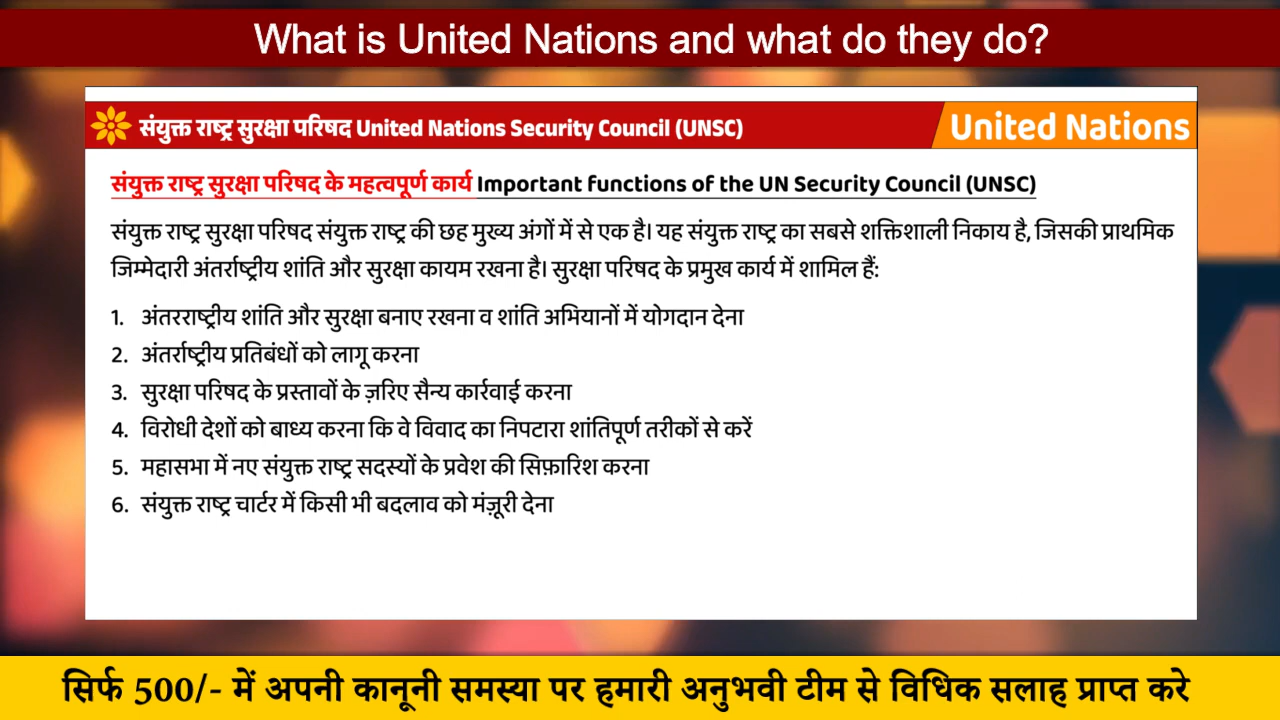 What is United Nations and what do they do?
संयुक्त राष्ट्र सुरक्षा परिषद United Nations Security Council (UNSC)
United Nations
संयुक्त राष्ट्र सुरक्षा परिषद के महत्वपूर्ण कार्य Important functions of the UN Security Council (UNSC)
संयुक्त राष्ट्र सुरक्षा परिषद संयुक्त राष्ट्र की छह मुख्य अंगों में से एक है। यह संयुक्त राष्ट्र का सबसे शक्तिशाली निकाय है, जिसकी प्राथमिक
जिम्मेदारी अंतर्राष्ट्रीय शांति और सुरक्षा कायम रखना है। सुरक्षा परिषद के प्रमुख कार्य में शामिल हैं:
1. अंतरराष्ट्रीय शांति और सुरक्षा बनाए रखना व शांति अभियानों में योगदान देना
2. अंतर्राष्ट्रीय प्रतिबंधों को लागू करना
3. सुरक्षा परिषद के प्रस्तावों के ज़रिए सैन्य कार्रवाई करना
4. विरोधी देशों को बाध्य करना कि वे विवाद का निपटारा शांतिपूर्ण तरीकों से करें
5. महासभा में नए संयुक्त राष्ट्र सदस्यों के प्रवेश की सिफ़ारिश करना
6. संयुक्त राष्ट्र चार्टर में किसी भी बदलाव को मंज़ूरी देना
सिर्फ 500/- में अपनी कानूनी समस्या पर हमारी अनुभवी टीम से विधिक सलाह प्राप्त करे